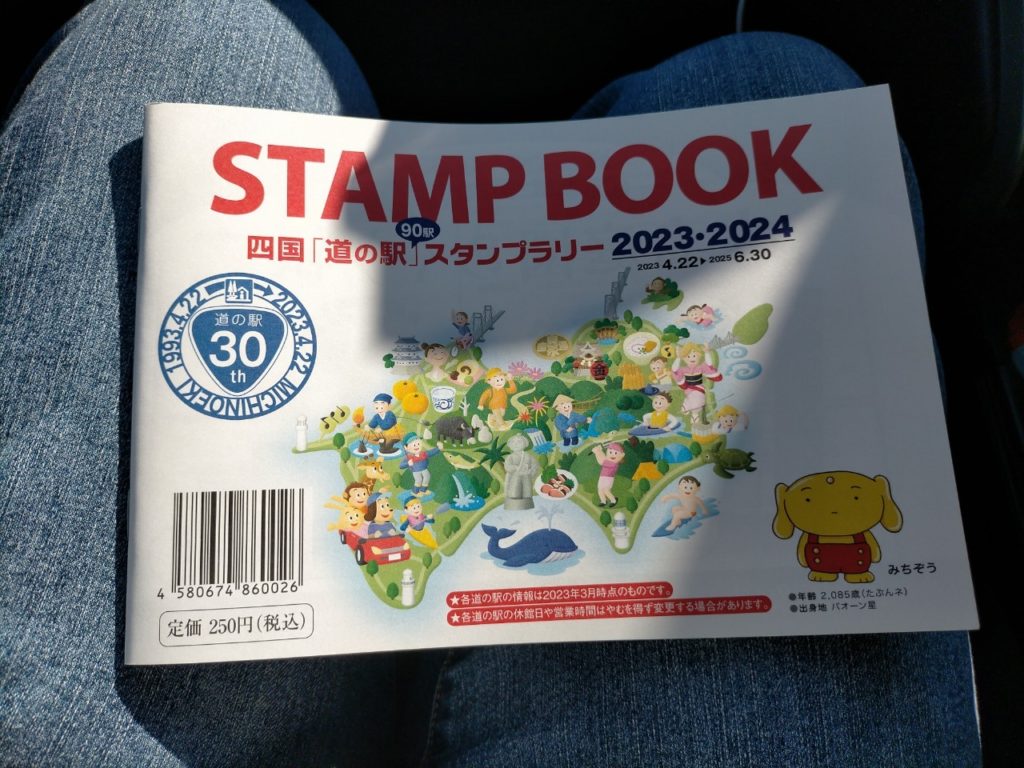 STAMP BOOK
90駅
四国「道の駅」スタンプラリー 2023・2024
2023 4.22▶2025 6.30
1993.4.22→2023.4.22 MICHINOEKI
道の駅
30
th
4 580674 860026
定価 250円(税込)
★各道の駅の情報は2023年3月時点のものです。
★各道の駅の休館日や営業時間はやむを得ず変更する場合があります。
みちぞう
●年齢 2,085歳(たぶんネ)
●出身地 パオーン星